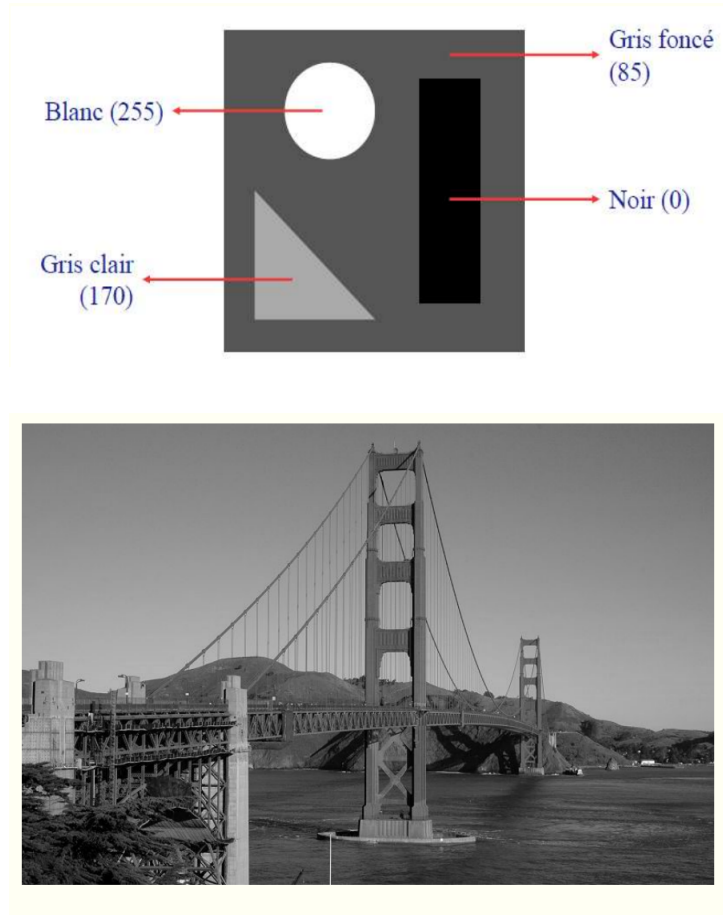 Gris foncé
(85)
Blanc (255)
Noir (0)
Gris clair
(170)